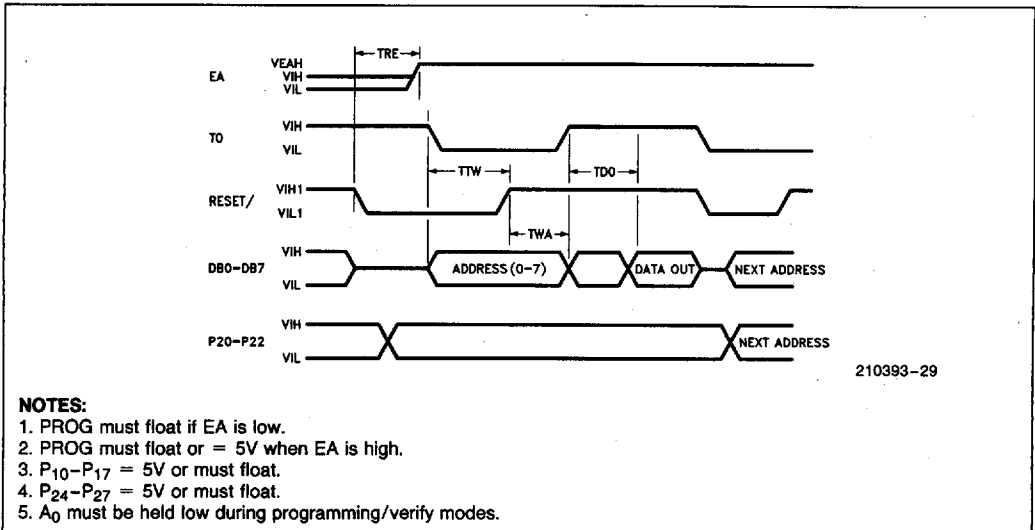 TRE
EA VEAH
VIH
VIL
T0 VIH
VIL
TTW TDO
RESET/ VIH1
VIL1
TWA
DB0-DB7 VIH
VIL
ADDRESS (0-7) DATA OUT NEXT ADDRESS
P20-P22 VIH
VIL
NEXT ADDRESS
210393-29
NOTES:
1. PROG must float if EA is low.
2. PROG must float or = 5V when EA is high.
3. P10–P17 = 5V or must float.
4. P24–P27 = 5V or must float.
5. A0 must be held low during programming/verify modes.